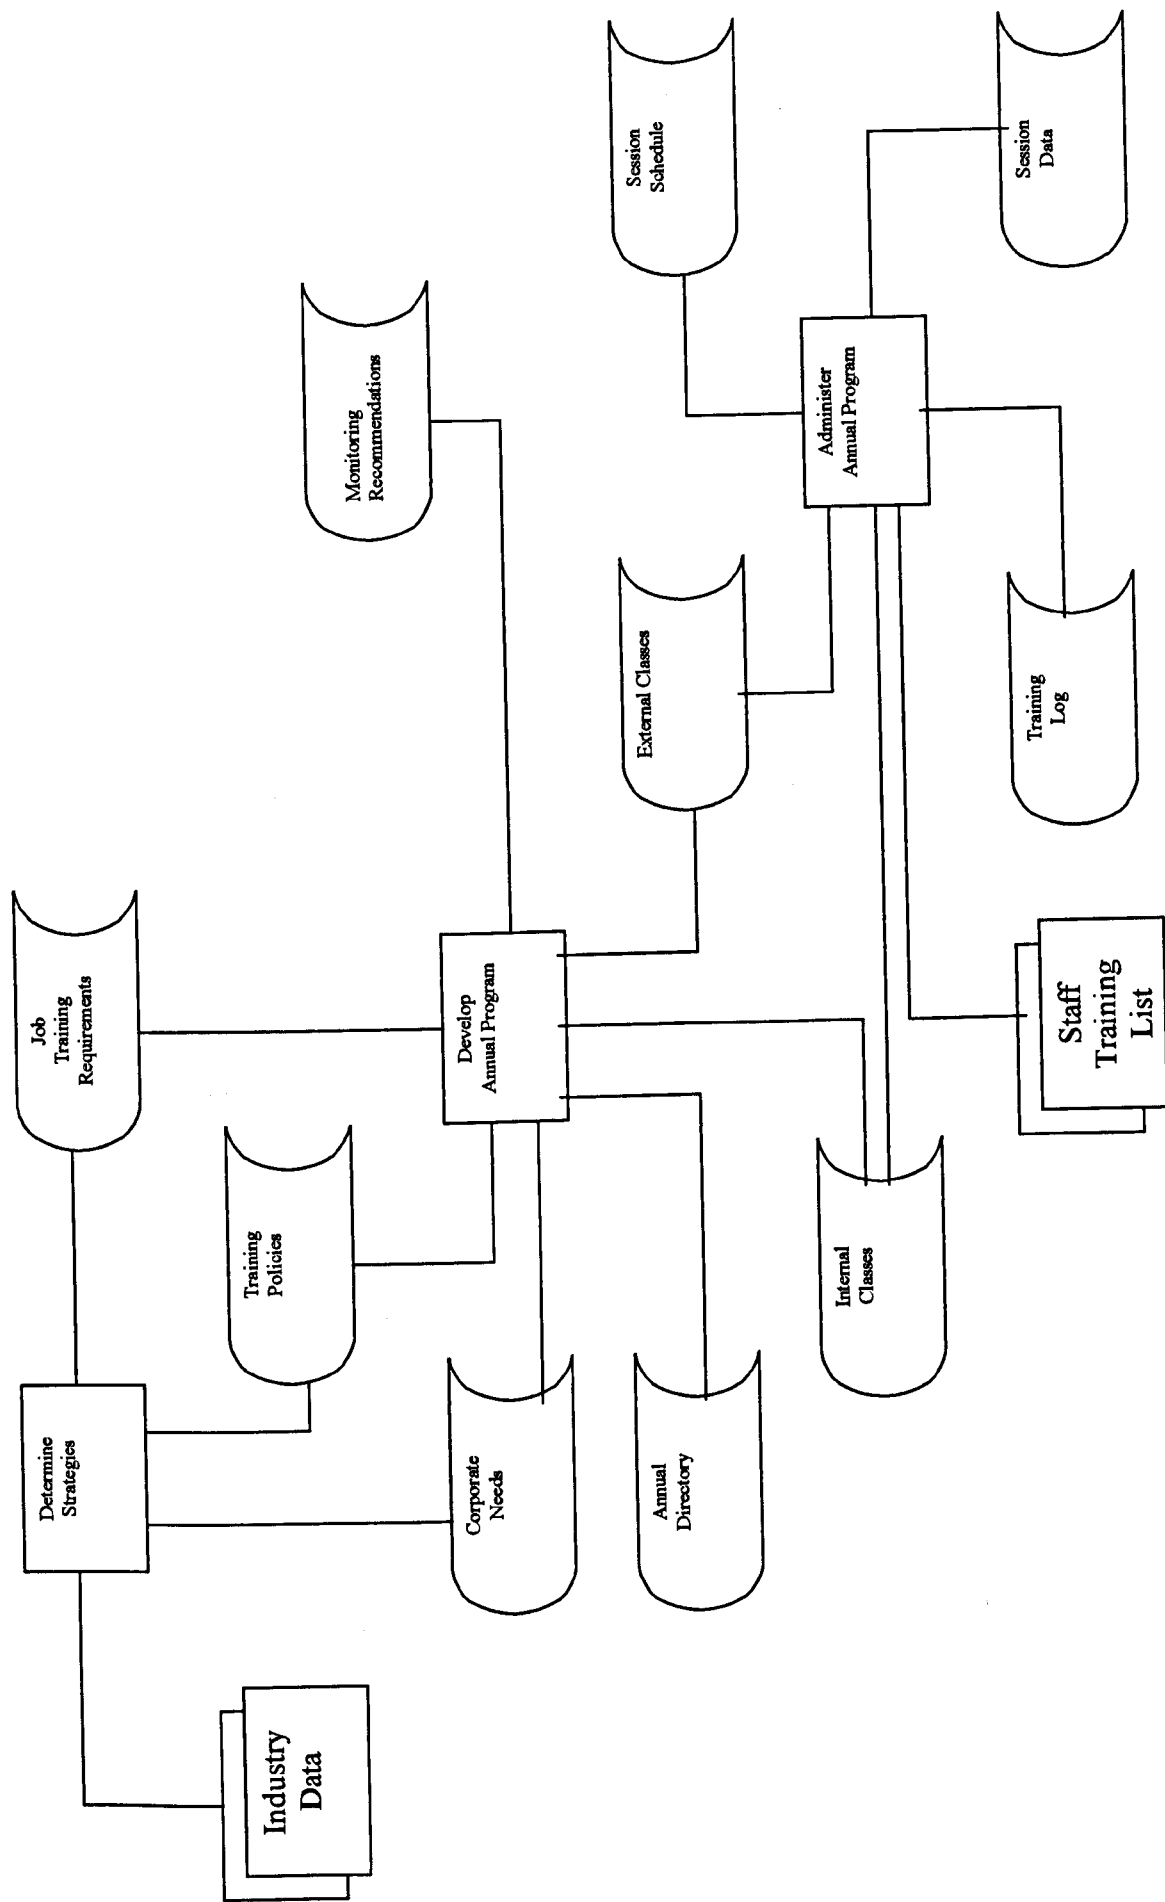 Industry
Data
Determine
Strategies
Job
Training
Requirements
Training
Policies
Corporate
Needs
Annual
Directory
Develop
Annual Program
Monitoring
Recommendations
Internal
Classes
External Classes
Staff
Training
List
Training
Log
Administer
Annual Program
Session
Schedule
Session
Data